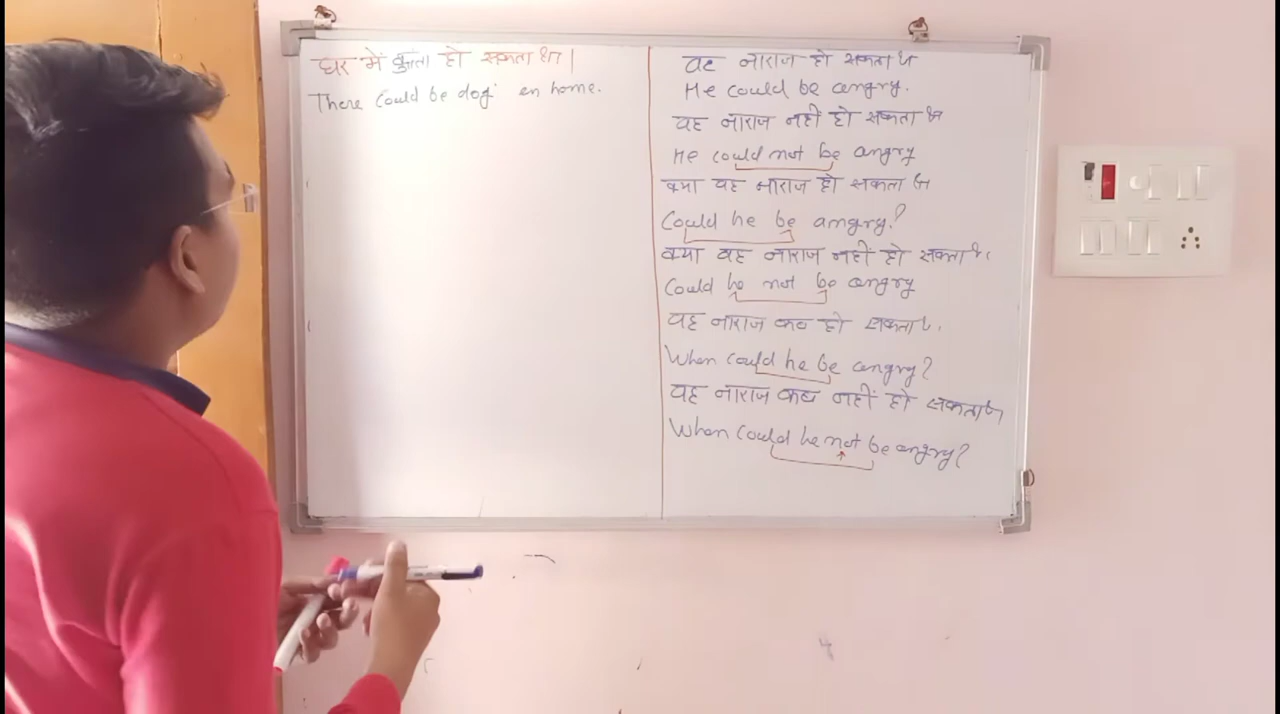 घर में कुत्ता हो सकता था।
There could be dog in home.
वह नाराज हो सकता था
He could be angry.
वह नाराज नहीं हो सकता था
He could not be angry
क्या वह नाराज हो सकता था
Could he be angry?
क्या वह नाराज नहीं हो सकता था
Could he not be angry
वह नाराज कब हो सकता था
When could he be angry?
वह नाराज कब नहीं हो सकता था
When could he not be angry?